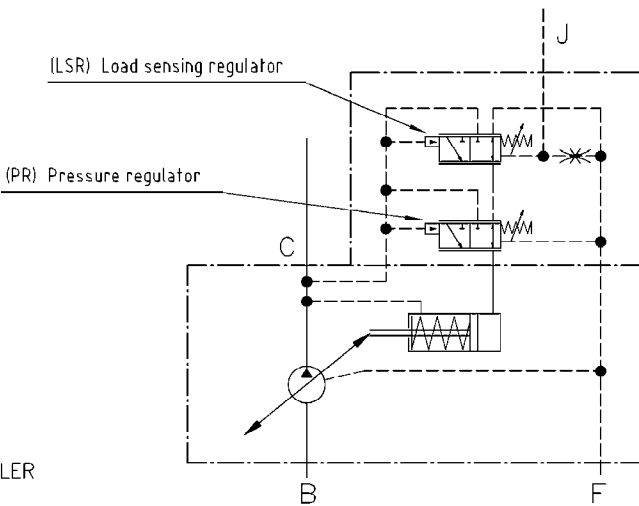 J
(LSR) Load sensing regulator
(PR) Pressure regulator
C
LER
B
F